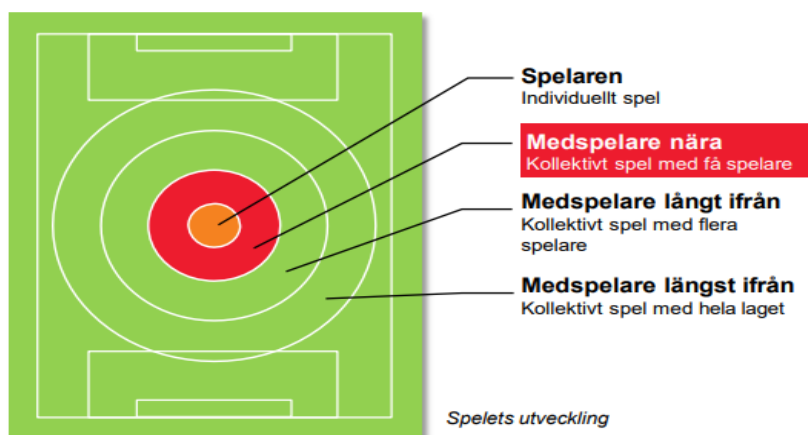 Spelaren
Individuellt spel
Medspelare nära
Kollektivt spel med få spelare
Medspelare långt ifrån
Kollektivt spel med flera
spelare
Medspelare längst ifrån
Kollektivt spel med hela laget
Spelets utveckling